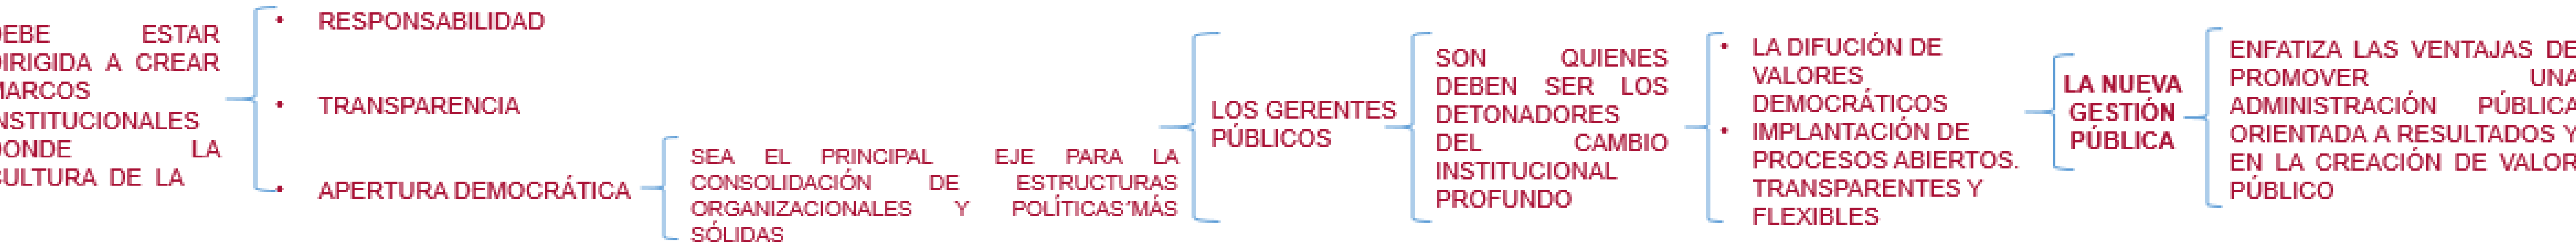 DEBE ESTAR
DIRIGIDA A CREAR
MARCOS
INSTITUCIONALES
DONDE LA
CULTURA DE LA
• RESPONSABILIDAD
• TRANSPARENCIA
• APERTURA DEMOCRÁTICA
SEA EL PRINCIPAL EJE PARA LA
CONSOLIDACIÓN DE ESTRUCTURAS
ORGANIZACIONALES Y POLÍTICAS´MÁS
SÓLIDAS
LOS GERENTES
PÚBLICOS
SON QUIENES
DEBEN SER LOS
DETONADORES
DEL CAMBIO
INSTITUCIONAL
PROFUNDO
• LA DIFUCIÓN DE
VALORES
DEMOCRÁTICOS
• IMPLANTACIÓN DE
PROCESOS ABIERTOS.
TRANSPARENTES Y
FLEXIBLES
LA NUEVA
GESTIÓN
PÚBLICA
ENFATIZA LAS VENTAJAS DE
PROMOVER UNA
ADMINISTRACIÓN PÚBLICA
ORIENTADA A RESULTADOS Y
EN LA CREACIÓN DE VALOR
PÚBLICO